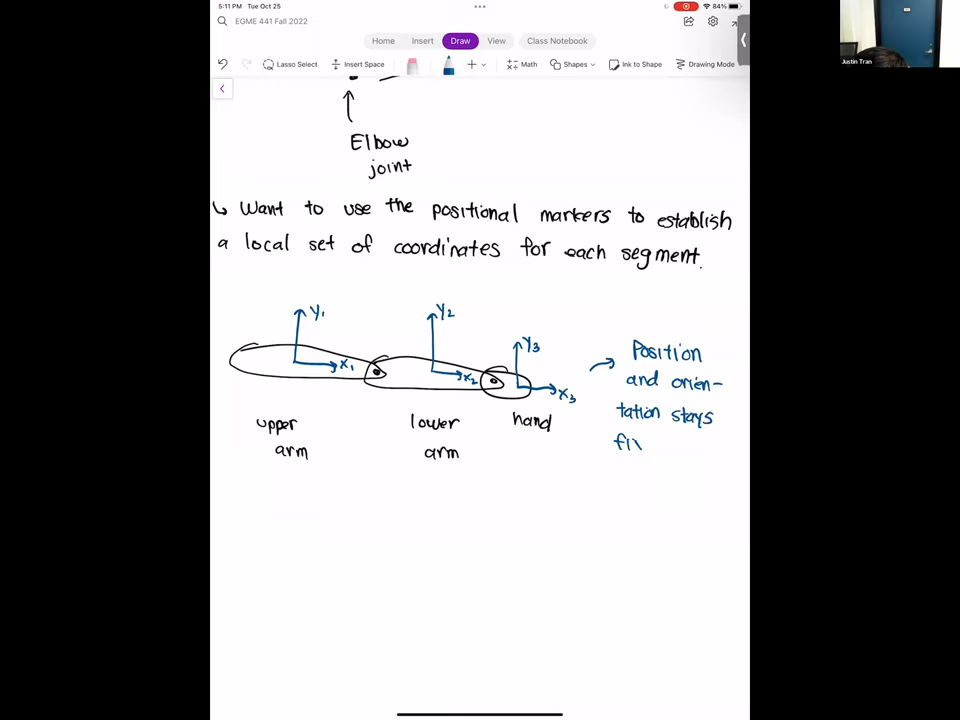 5:11 PM Tue Oct 25
84%
EGME 441 Fall 2022
Home Insert Draw View Class Notebook
Lasso Select Insert Space Math Shapes Ink to Shape Drawing Mode
Justin Tran
Elbow
joint
↳ Want to use the positional markers to establish
a local set of coordinates for each segment.
Y1
X1
Y2
X2
Y3
X3
upper
arm
lower
arm
hand
Position
and orien-
tation stays